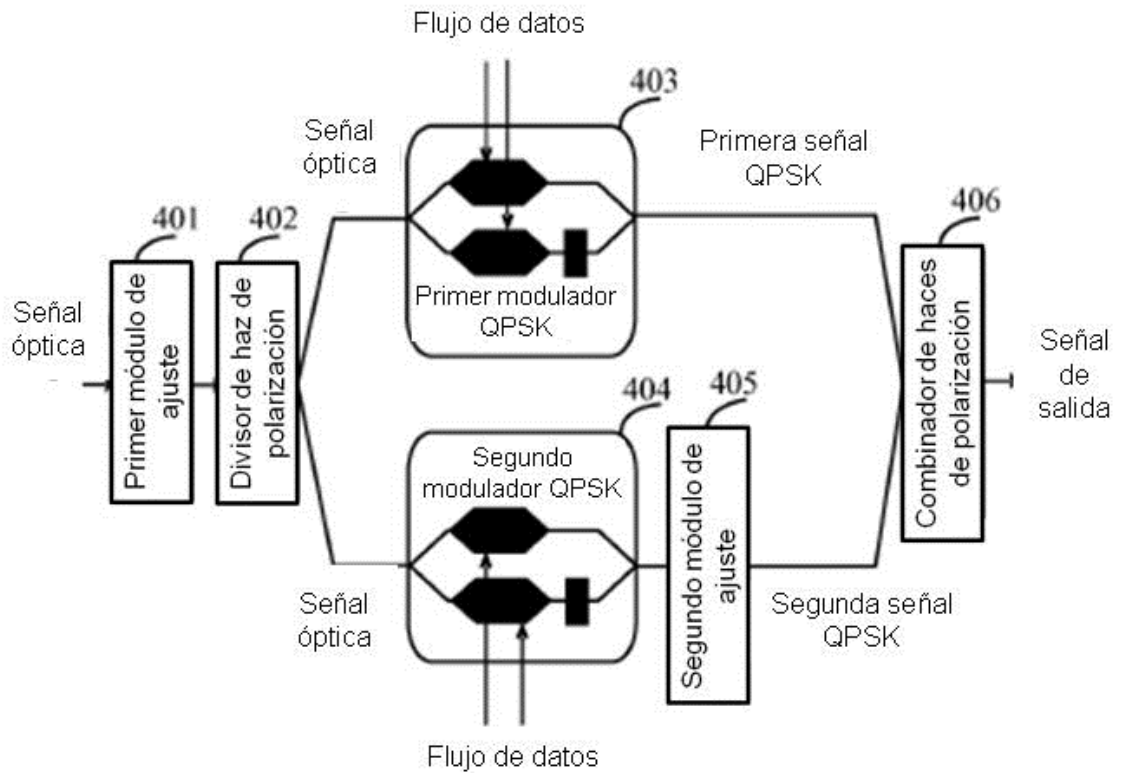 Flujo de datos
403
Señal
óptica
Primera señal
QPSK
401
402
406
Primer modulador
QPSK
Señal
óptica
Primer módulo de
ajuste
Divisor de haz de
polarización
Combinador de haces
de polarización
Señal
de
salida
404
405
Segundo
modulador QPSK
Segundo módulo de
ajuste
Señal
óptica
Segunda señal
QPSK
Flujo de datos